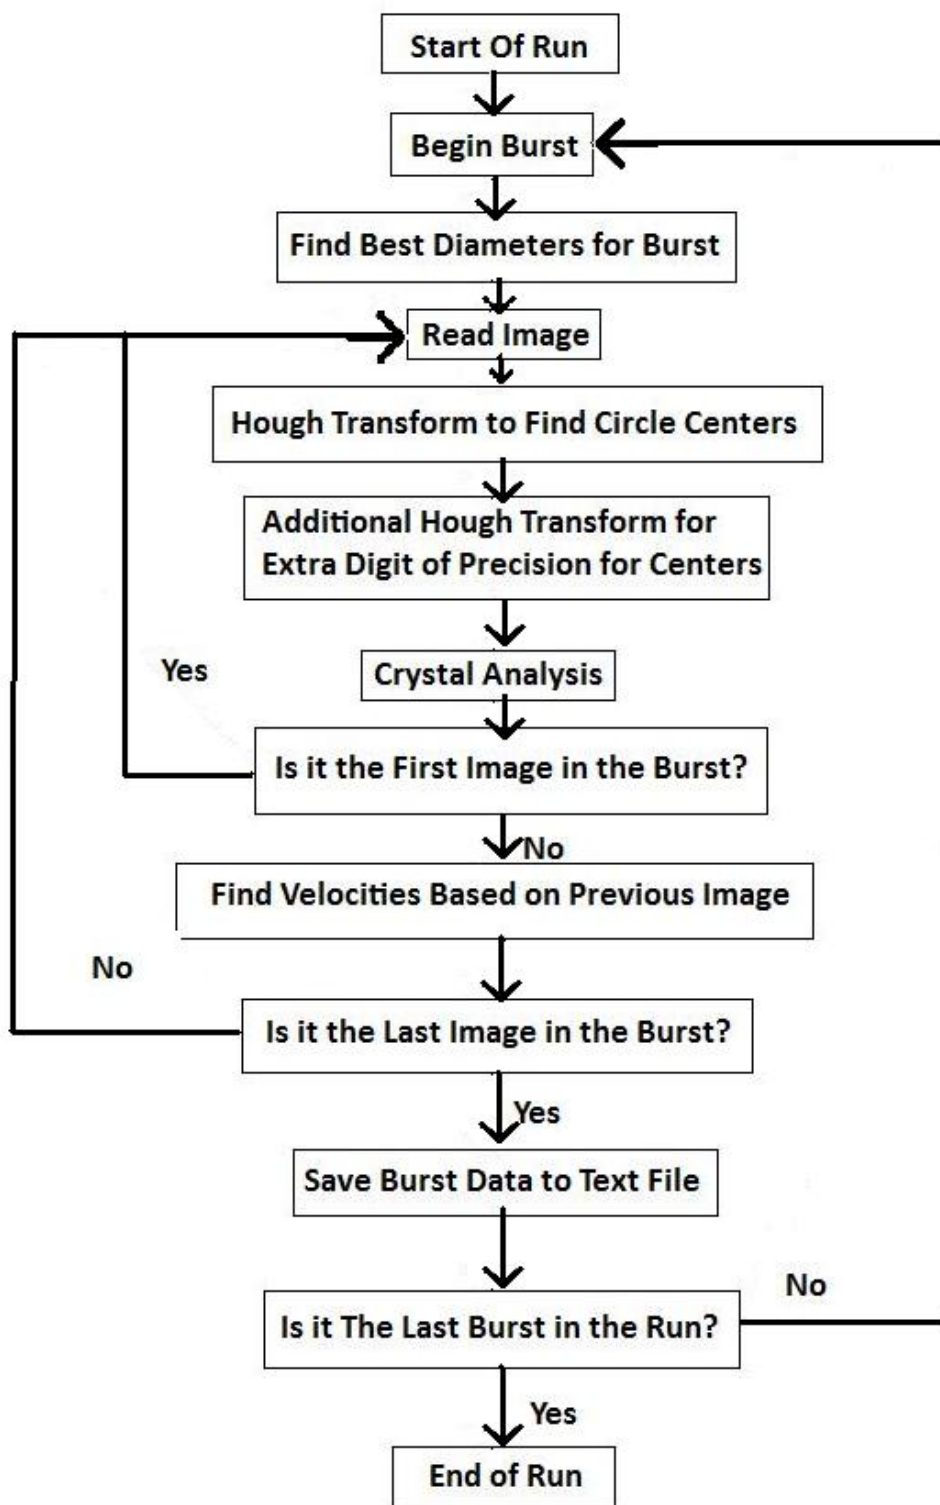 Start Of Run
Begin Burst
Find Best Diameters for Burst
Read Image
Hough Transform to Find Circle Centers
Additional Hough Transform for
Extra Digit of Precision for Centers
Crystal Analysis
Yes
Is it the First Image in the Burst?
No
Find Velocities Based on Previous Image
No
Is it the Last Image in the Burst?
Yes
Save Burst Data to Text File
No
Is it The Last Burst in the Run?
Yes
End of Run